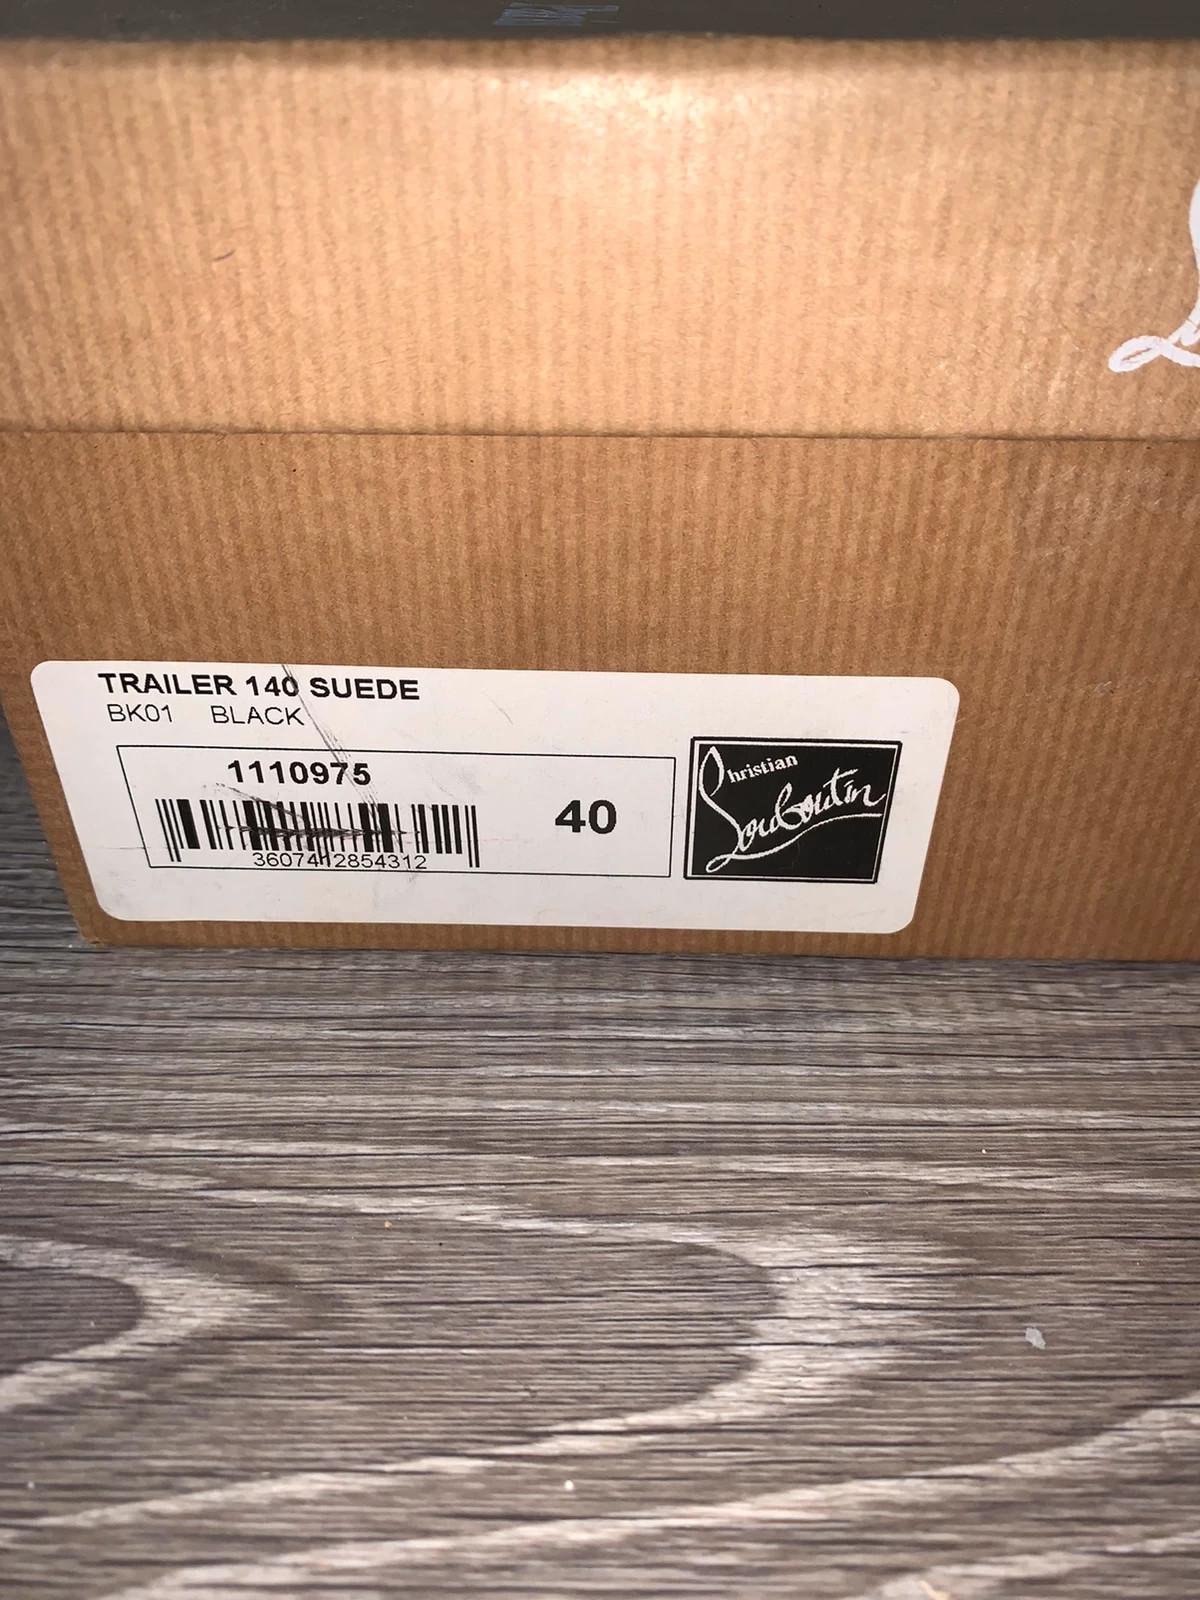 TRAILER 140 SUEDE
BK01 BLACK
1110975
40
3607412854312
Christian
Louboutin